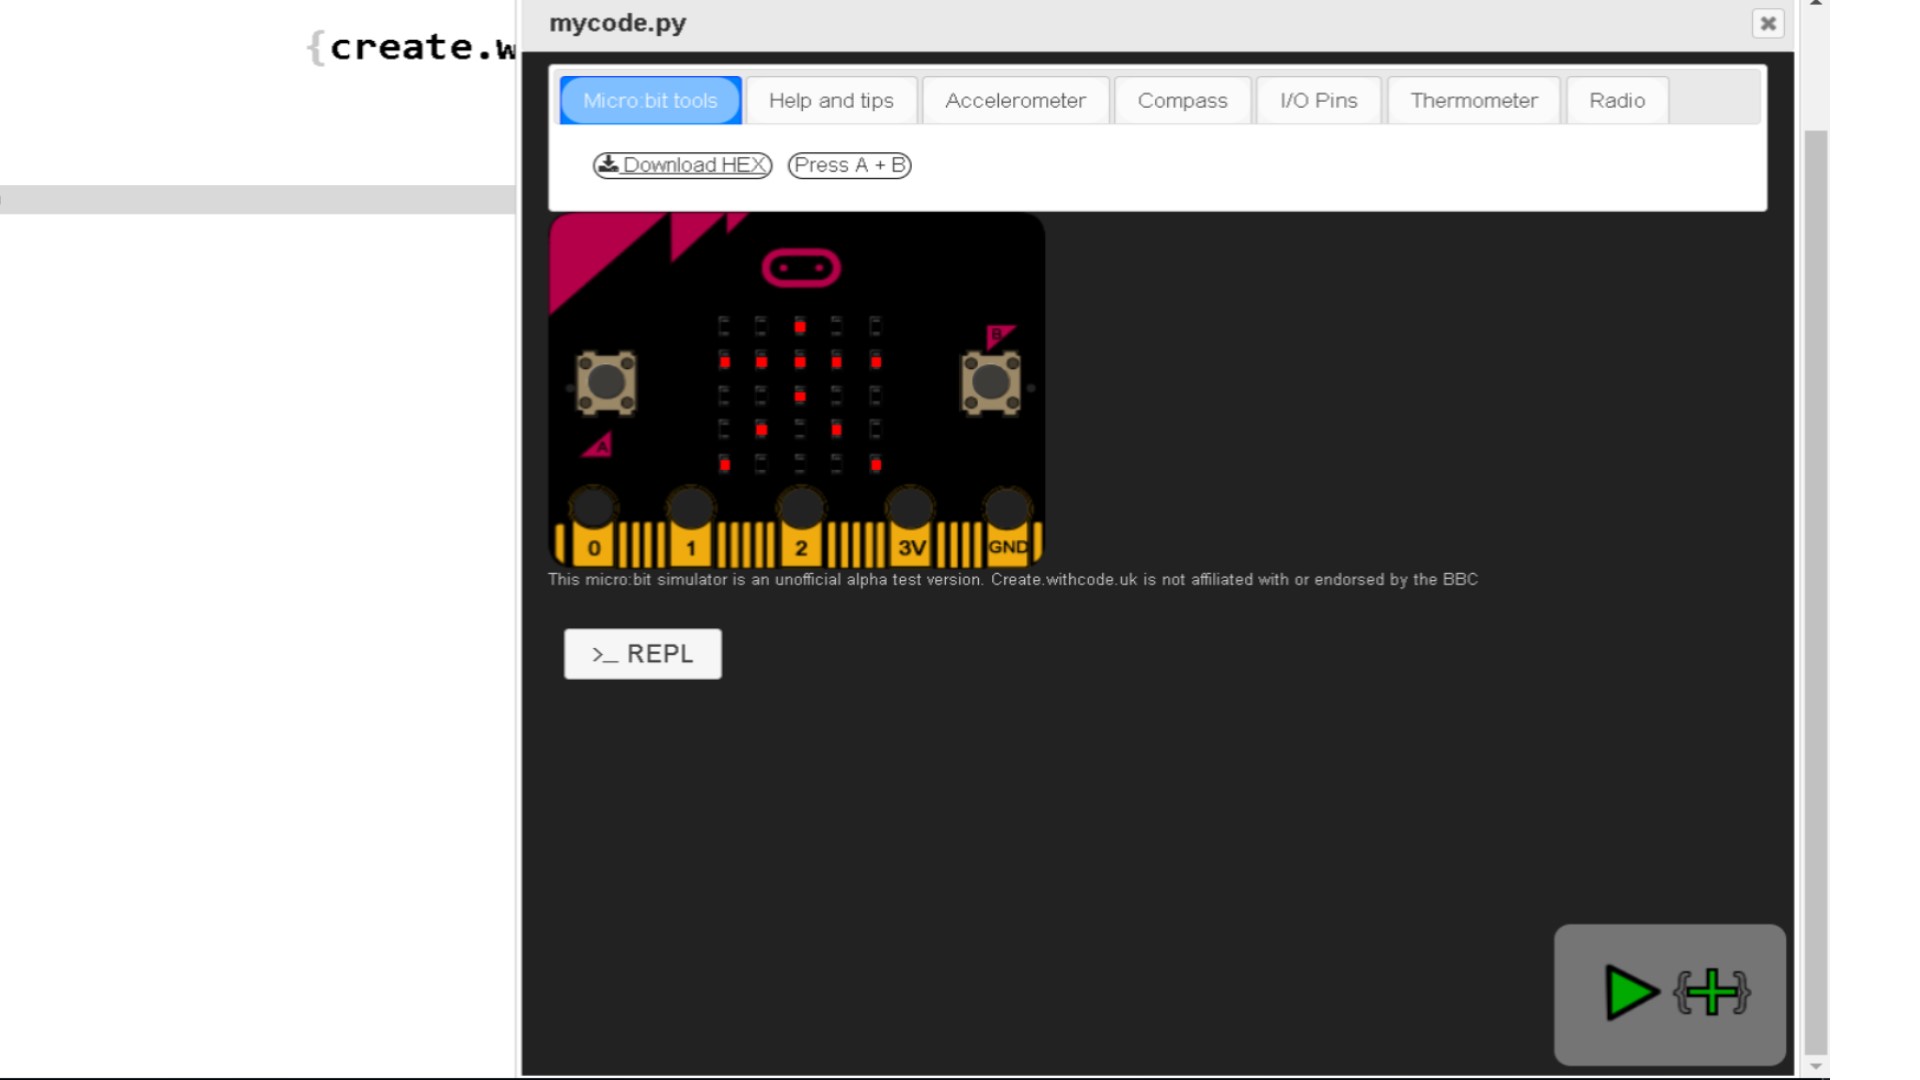 mycode.py
{create.w
Micro:bit tools Help and tips Accelerometer Compass I/O Pins Thermometer Radio
Download HEX Press A + B
B
A
0 1 2 3V GND
This micro:bit simulator is an unofficial alpha test version. Create.withcode.uk is not affiliated with or endorsed by the BBC
>_ REPL
{+}